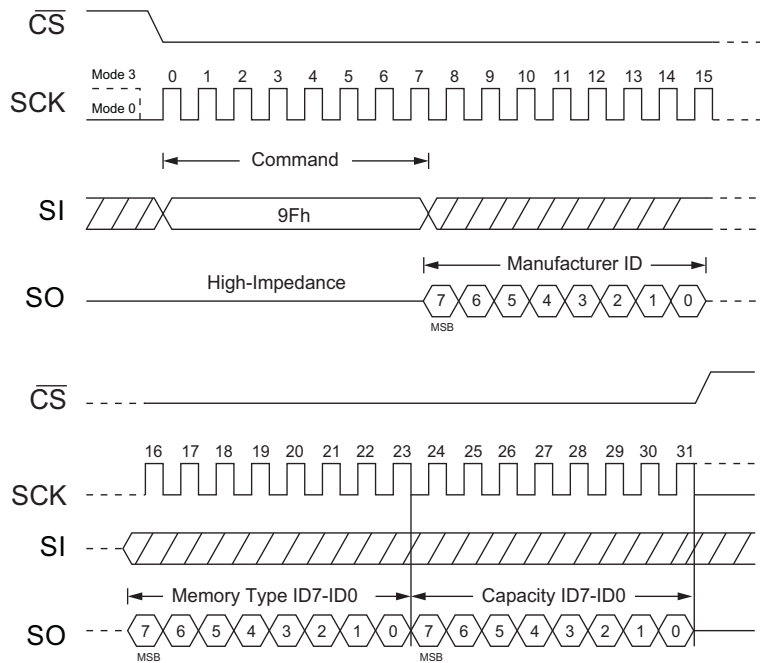 CS
Mode 3
Mode 0
SCK
0 1 2 3 4 5 6 7 8 9 10 11 12 13 14 15
Command
SI
9Fh
Manufacturer ID
SO
High-Impedance
7 6 5 4 3 2 1 0
MSB
CS
16 17 18 19 20 21 22 23 24 25 26 27 28 29 30 31
SCK
SI
Memory Type ID7-ID0 Capacity ID7-ID0
SO
7 6 5 4 3 2 1 0 7 6 5 4 3 2 1 0
MSB MSB